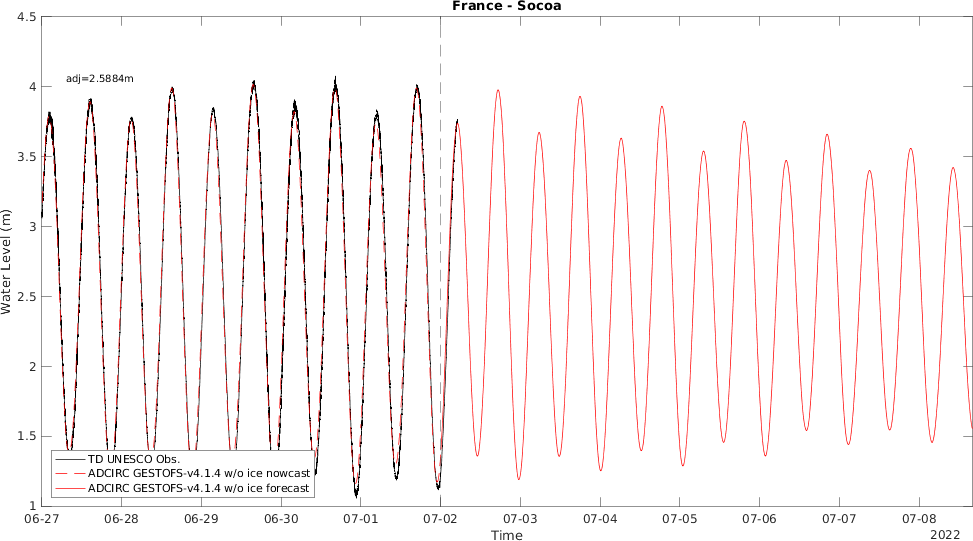 France - Socoa
4.5
4
3.5
3
2.5
2
1.5
1
Water Level (m)
adj=2.5884m
TD UNESCO Obs.
ADCIRC GESTOFS-v4.1.4 w/o ice nowcast
ADCIRC GESTOFS-v4.1.4 w/o ice forecast
06-27 06-28 06-29 06-30 07-01 07-02 07-03 07-04 07-05 07-06 07-07 07-08
Time
2022